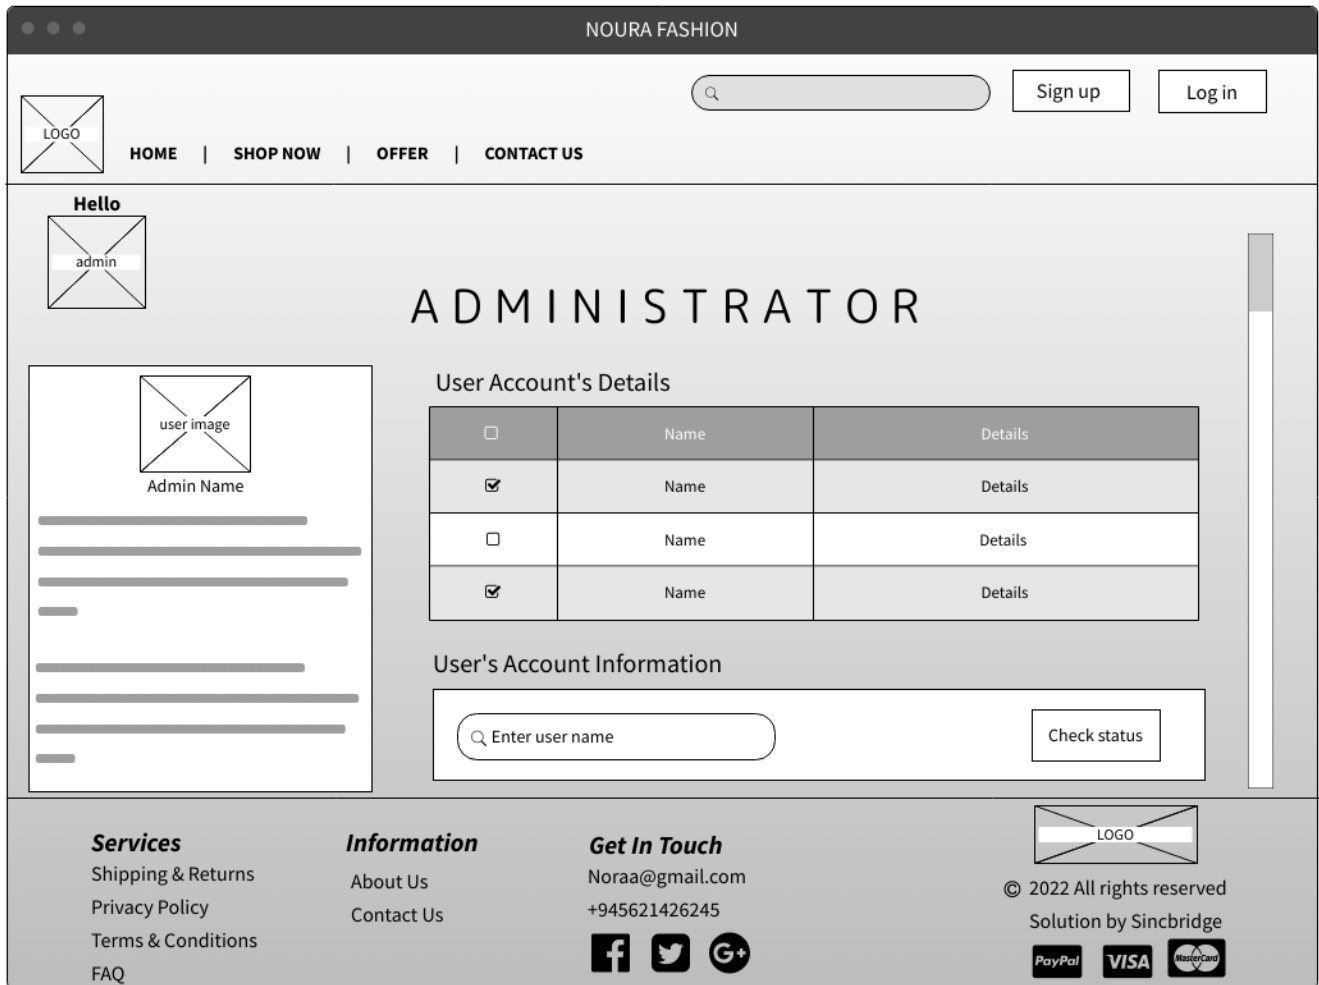 NOURA FASHION
Sign up
Log in
LOGO
HOME | SHOP NOW | OFFER | CONTACT US
Hello
admin
ADMINISTRATOR
user image
Admin Name
User Account's Details
Name Details
Name Details
Name Details
Name Details
User's Account Information
Enter user name
Check status
Services
Shipping & Returns
Privacy Policy
Terms & Conditions
FAQ
Information
About Us
Contact Us
Get In Touch
Noraa@gmail.com
+945621426245
G+
LOGO
© 2022 All rights reserved
Solution by Sincbridge
PayPal VISA MasterCard